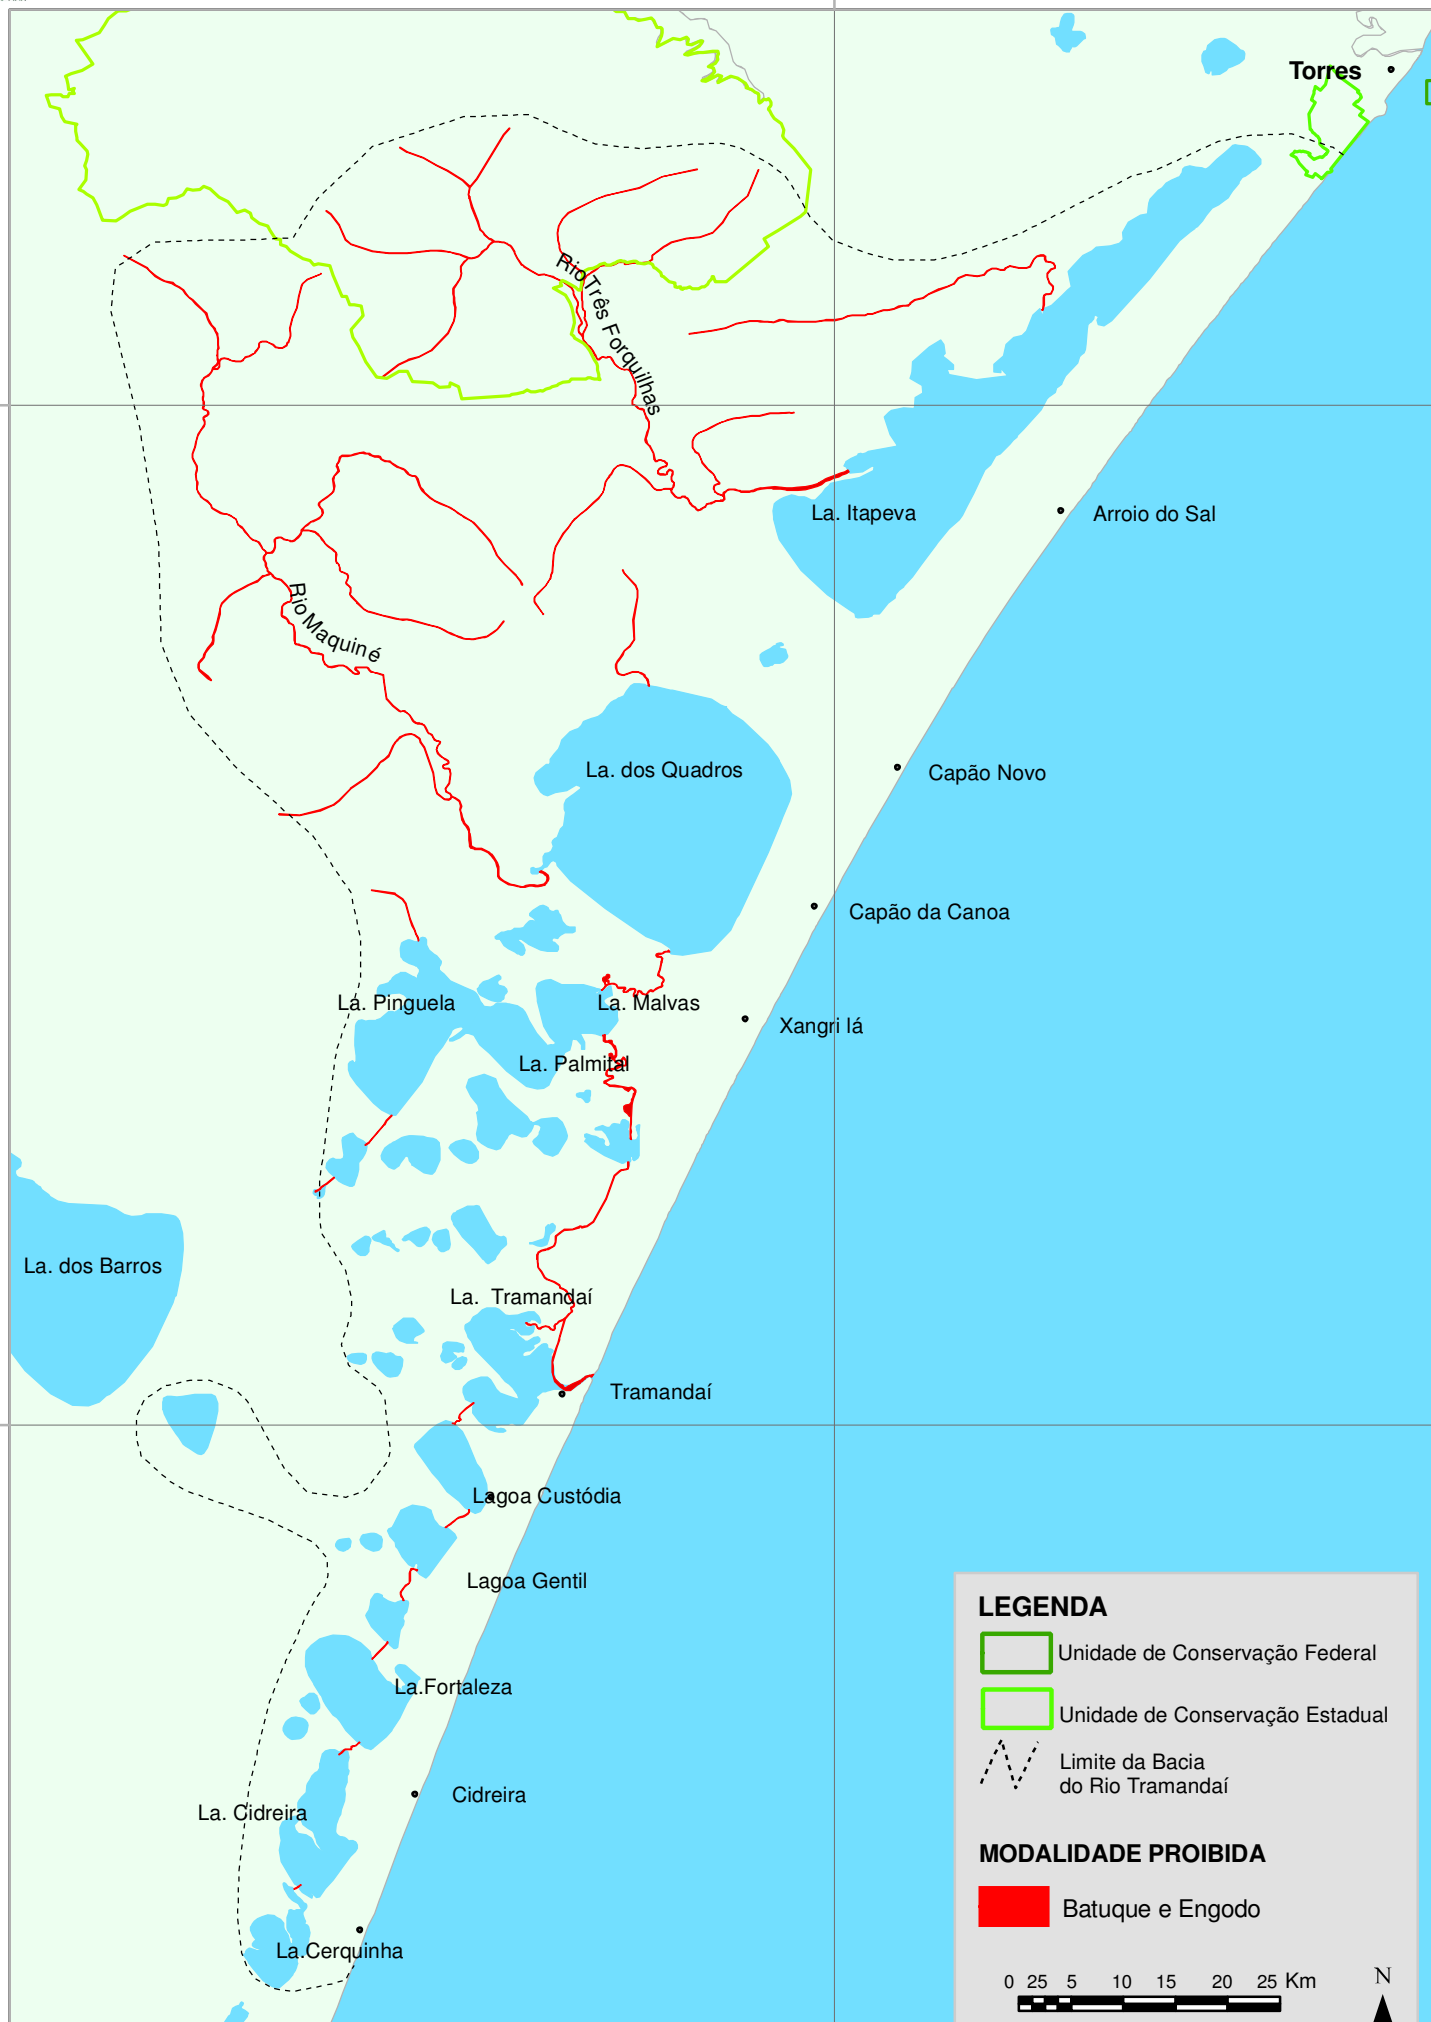 Torres
Rio Três Forquilhas
La. Itapeva
Arroio do Sal
Rio Maquiné
La. dos Quadros
Capão Novo
Capão da Canoa
La. Pinguela
La. Malvas
Xangri lá
La. Palmital
La. dos Barros
La. Tramandaí
Tramandaí
Lagoa Custódia
Lagoa Gentil
La.Fortaleza
Cidreira
La. Cidreira
La.Cerquinha
LEGENDA
Unidade de Conservação Federal
Unidade de Conservação Estadual
Limite da Bacia
do Rio Tramandaí
MODALIDADE PROIBIDA
Batuque e Engodo
0 25 5 10 15 20 25 Km
N